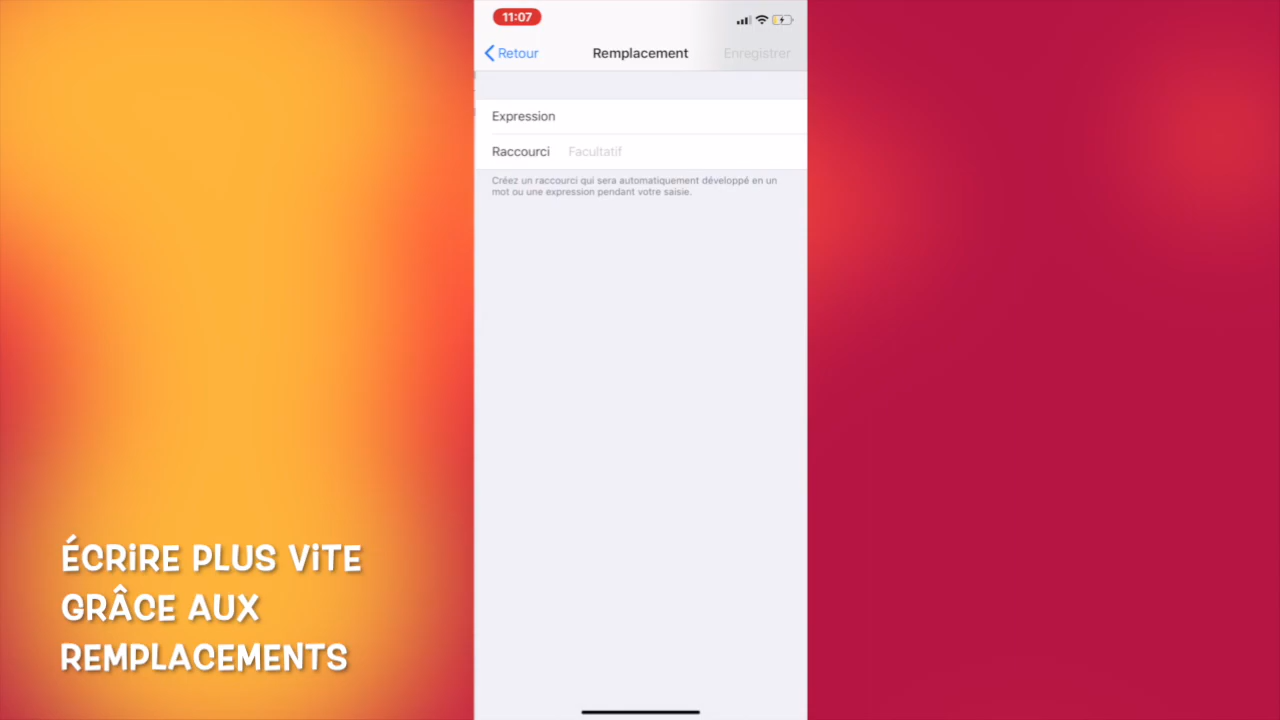 11:07
Retour Remplacement Enregistrer
Expression
Raccourci Facultatif
Créez un raccourci qui sera automatiquement développé en un
mot ou une expression pendant votre saisie.
ÉCRIRE PLUS VITE
GRÂCE AUX
REMPLACEMENTS